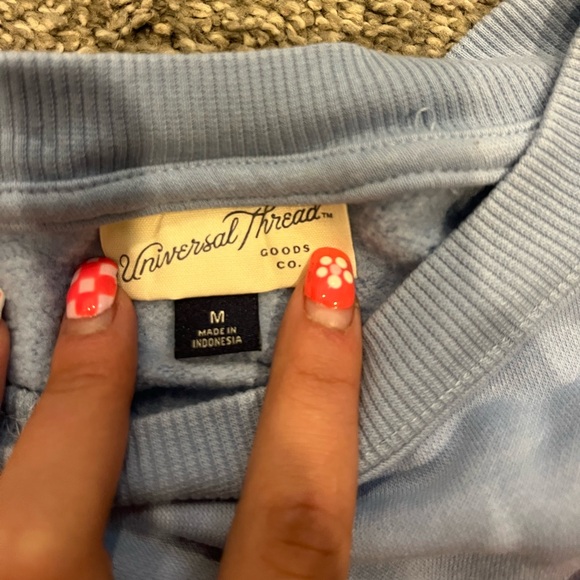 Universal Thread™
GOODS
CO.
M
MADE IN
INDONESIA